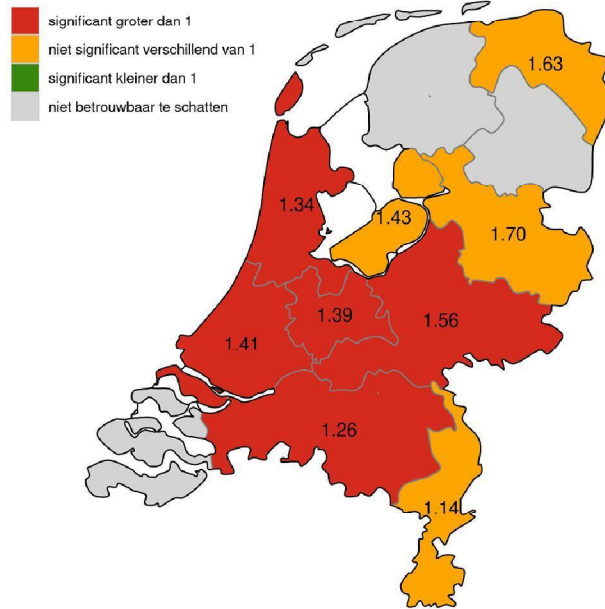 significant groter dan 1
niet significant verschillend van 1
significant kleiner dan 1
niet betrouwbaar te schatten
1.63
1.34
1.43
1.70
1.41
1.39
1.56
1.26
1.14